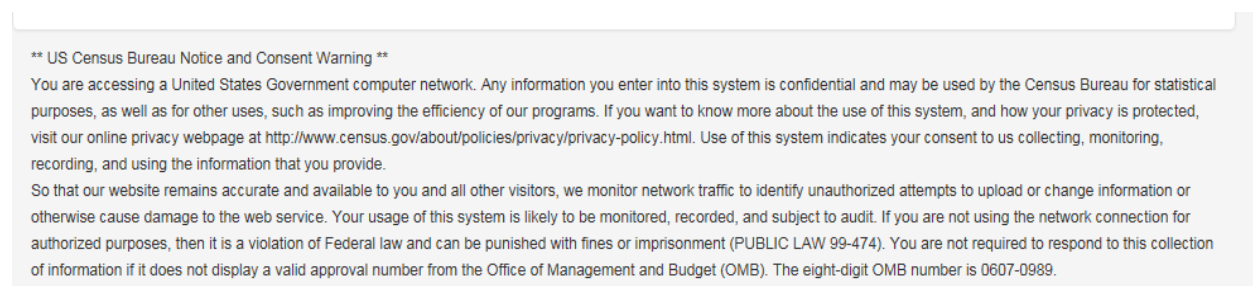 ** US Census Bureau Notice and Consent Warning **
You are accessing a United States Government computer network. Any information you enter into this system is confidential and may be used by the Census Bureau for statistical
purposes, as well as for other uses, such as improving the efficiency of our programs. If you want to know more about the use of this system, and how your privacy is protected,
visit our online privacy webpage at http://www.census.gov/about/policies/privacy/privacy-policy.html. Use of this system indicates your consent to us collecting, monitoring,
recording, and using the information that you provide.
So that our website remains accurate and available to you and all other visitors, we monitor network traffic to identify unauthorized attempts to upload or change information or
otherwise cause damage to the web service. Your usage of this system is likely to be monitored, recorded, and subject to audit. If you are not using the network connection for
authorized purposes, then it is a violation of Federal law and can be punished with fines or imprisonment (PUBLIC LAW 99-474). You are not required to respond to this collection
of information if it does not display a valid approval number from the Office of Management and Budget (OMB). The eight-digit OMB number is 0607-0989.